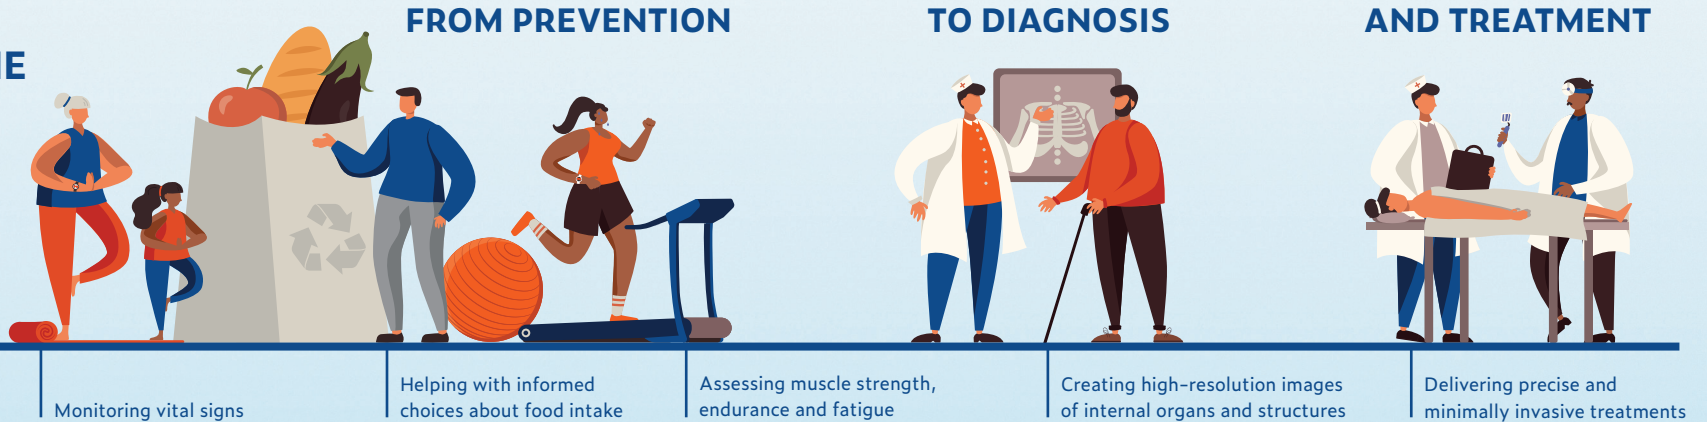 FROM PREVENTION
TO DIAGNOSIS
AND TREATMENT
Monitoring vital signs
Helping with informed
choices about food intake
Assessing muscle strength,
endurance and fatigue
Creating high-resolution images
of internal organs and structures
Delivering precise and
minimally invasive treatments